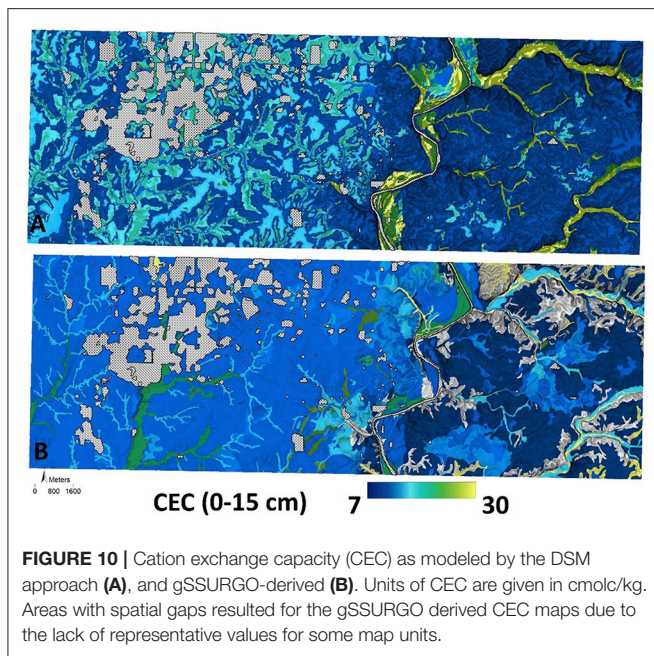 A
B
Meters
0 800 1600
CEC (0-15 cm) 7 30
FIGURE 10 | Cation exchange capacity (CEC) as modeled by the DSM
approach (A), and gSSURGO-derived (B). Units of CEC are given in cmolc/kg.
Areas with spatial gaps resulted for the gSSURGO derived CEC maps due to
the lack of representative values for some map units.